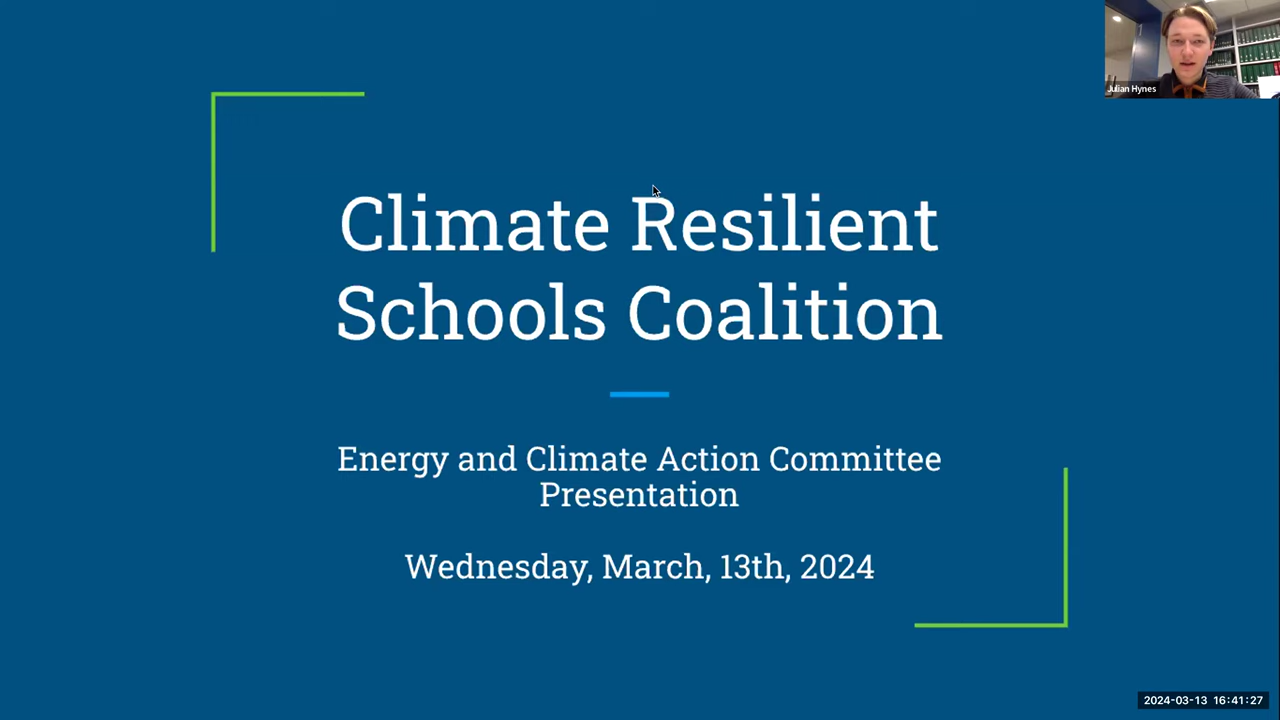 Julian Hynes
Climate Resilient
Schools Coalition
Energy and Climate Action Committee
Presentation
Wednesday, March, 13th, 2024
2024-03-13 16:41:27